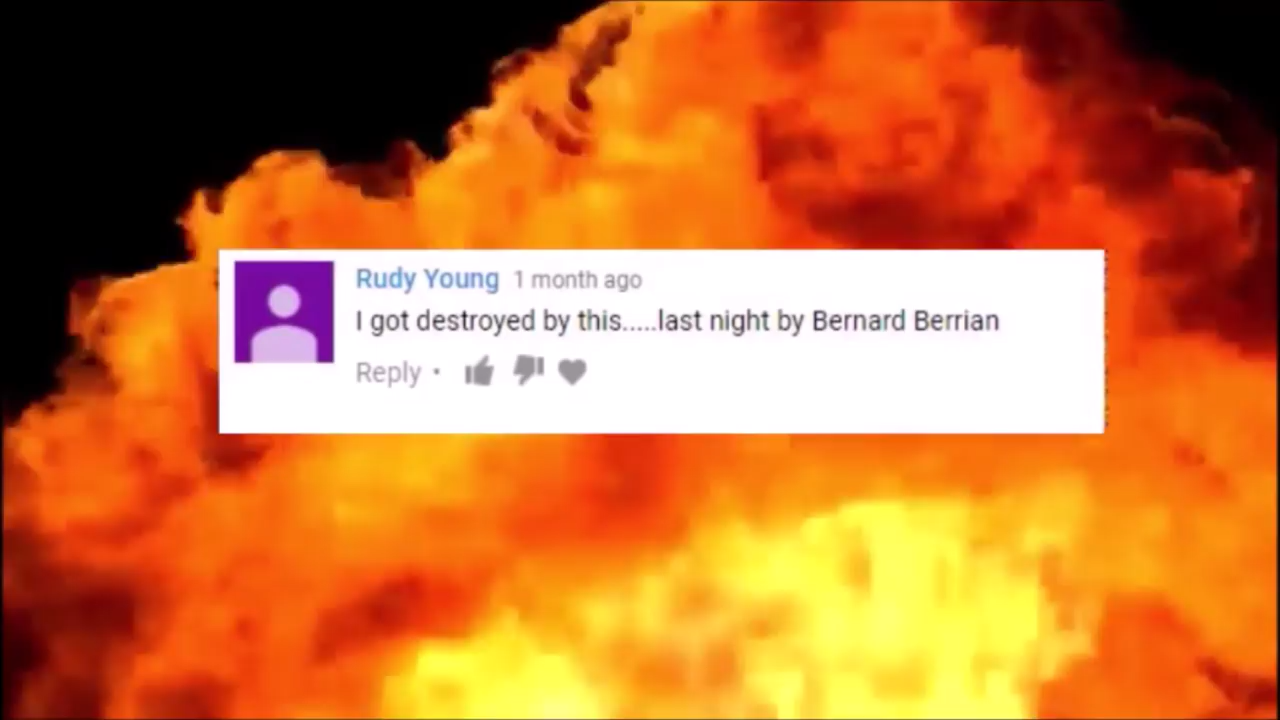 Rudy Young 1 month ago
I got destroyed by this.....last night by Bernard Berrian
Reply •